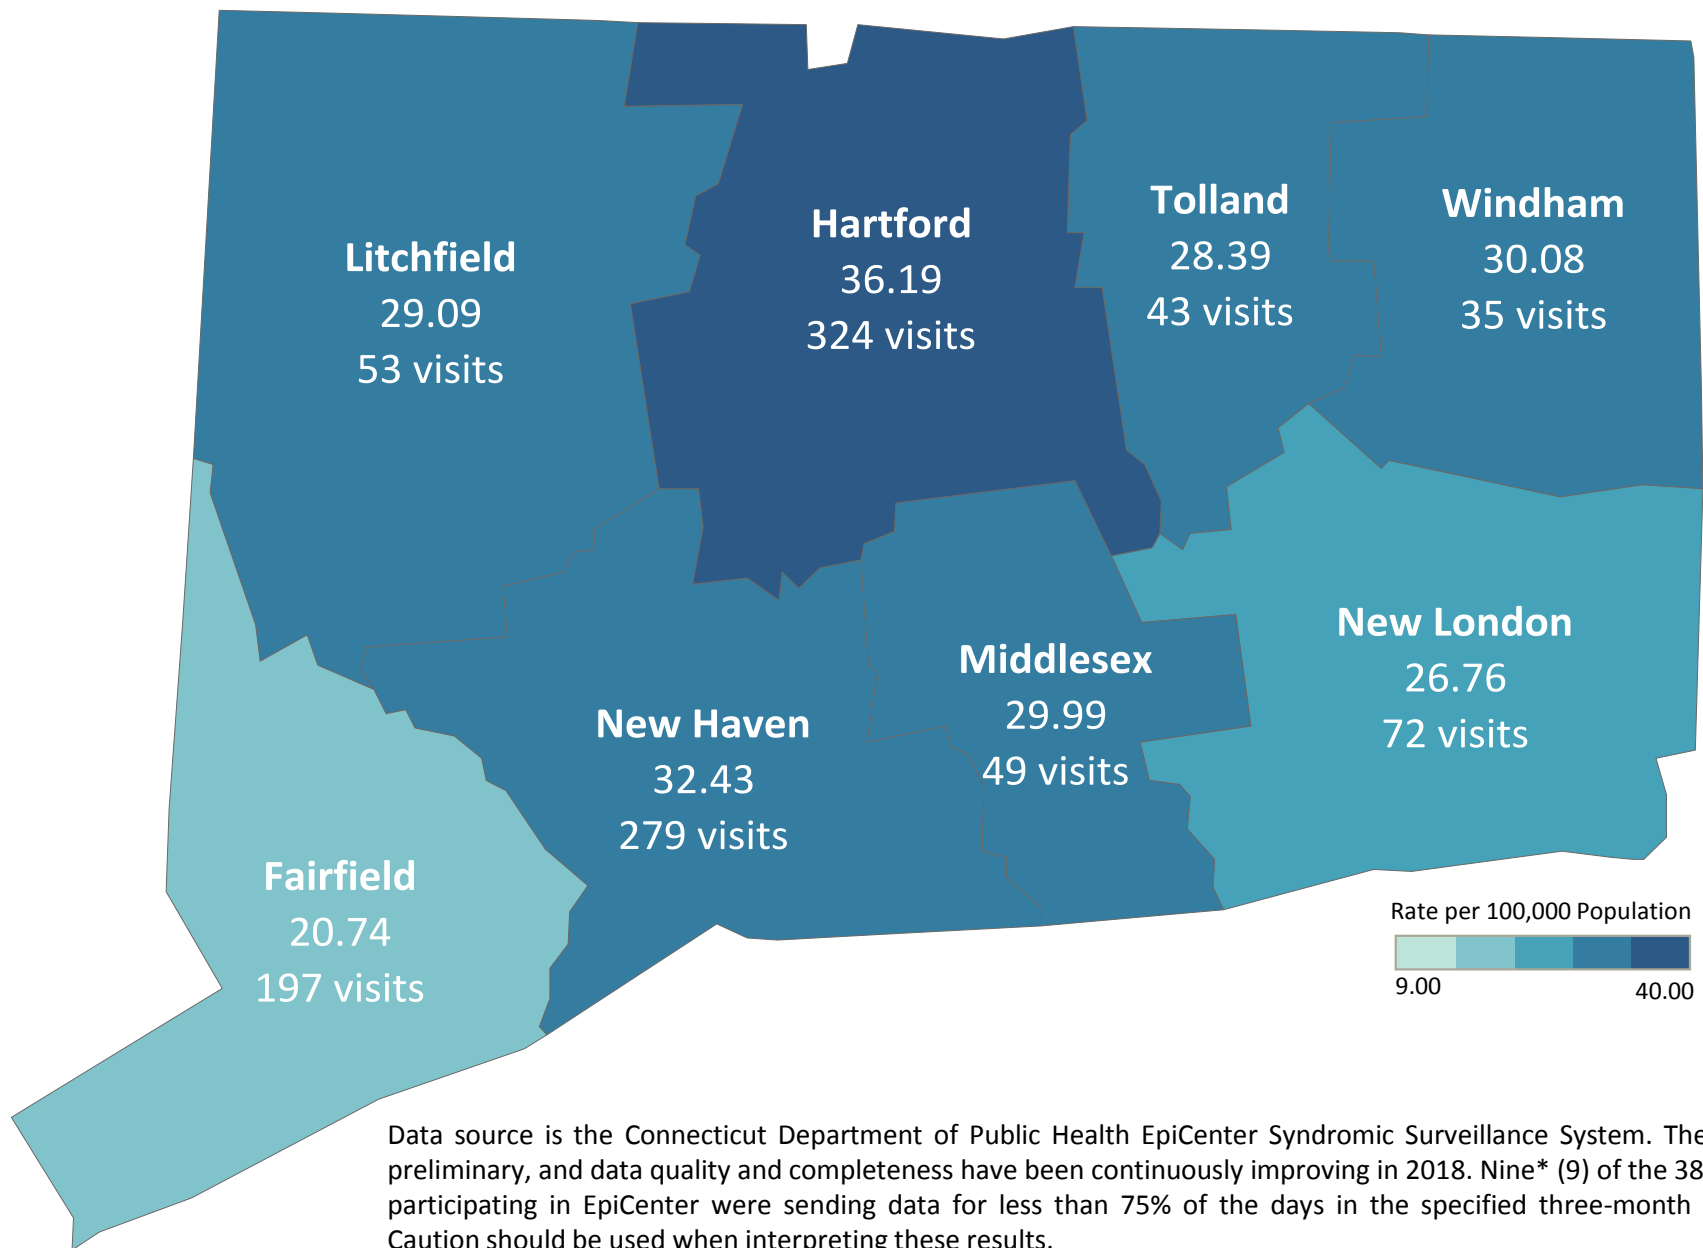 Litchfield
29.09
53 visits
Hartford
36.19
324 visits
Tolland
28.39
43 visits
Windham
30.08
35 visits
Fairfield
20.74
197 visits
New Haven
32.43
279 visits
Middlesex
29.99
49 visits
New London
26.76
72 visits
Rate per 100,000 Population
9.00
40.00
Data source is the Connecticut Department of Public Health EpiCenter Syndromic Surveillance System.
preliminary, and data quality and completeness have been continuously improving in 2018. Nine* (9) of the 38
participating in EpiCenter were sending data for less than 75% of the days in the specified three-month
Caution should be used when interpreting these results.